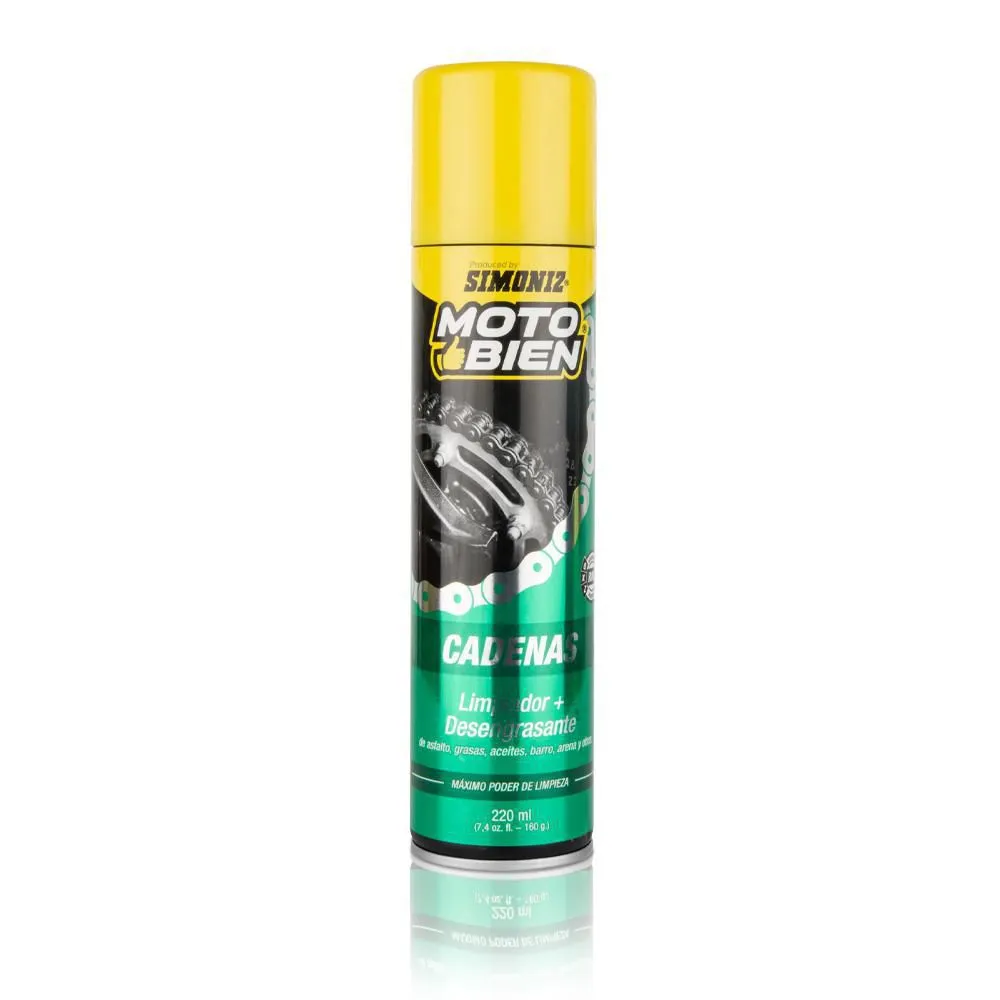 Produced by
SIMONIZ®
MOTO
BIEN®
CADENAS
Limpiador +
Desengrasante
de asfalto, grasas, aceites, barro, arena y otros
MÁXIMO PODER DE LIMPIEZA
220 ml
(7,4 oz. fl. – 160 g.)